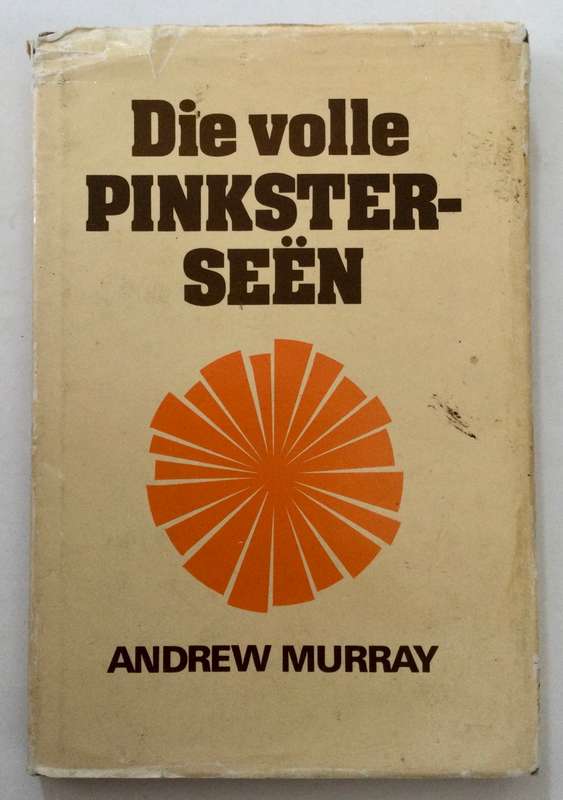 Die volle
PINKSTER-
SEËN
ANDREW MURRAY